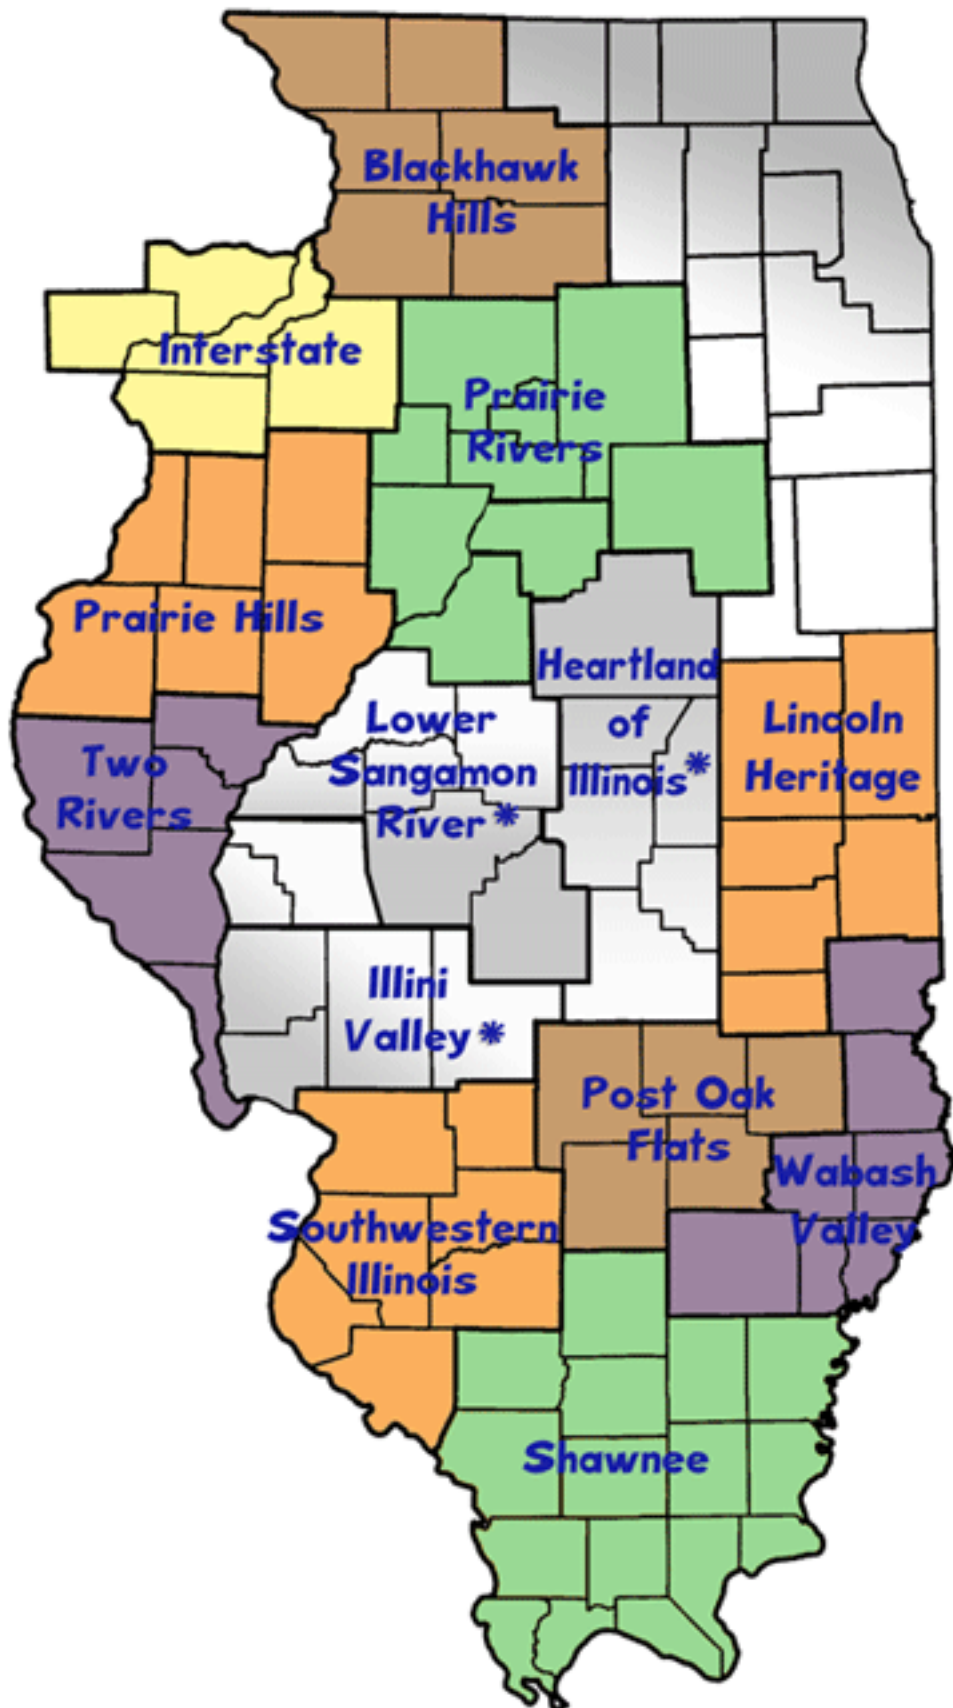 Blackhawk
Hills
Interstate
Prairie
Rivers
Prairie Hills
Heartland
of
Illinois*
Lower
Sangamon
River*
Lincoln
Heritage
Two
Rivers
Illini
Valley*
Post Oak
Flats
Wabash
Valley
Southwestern
Illinois
Shawnee